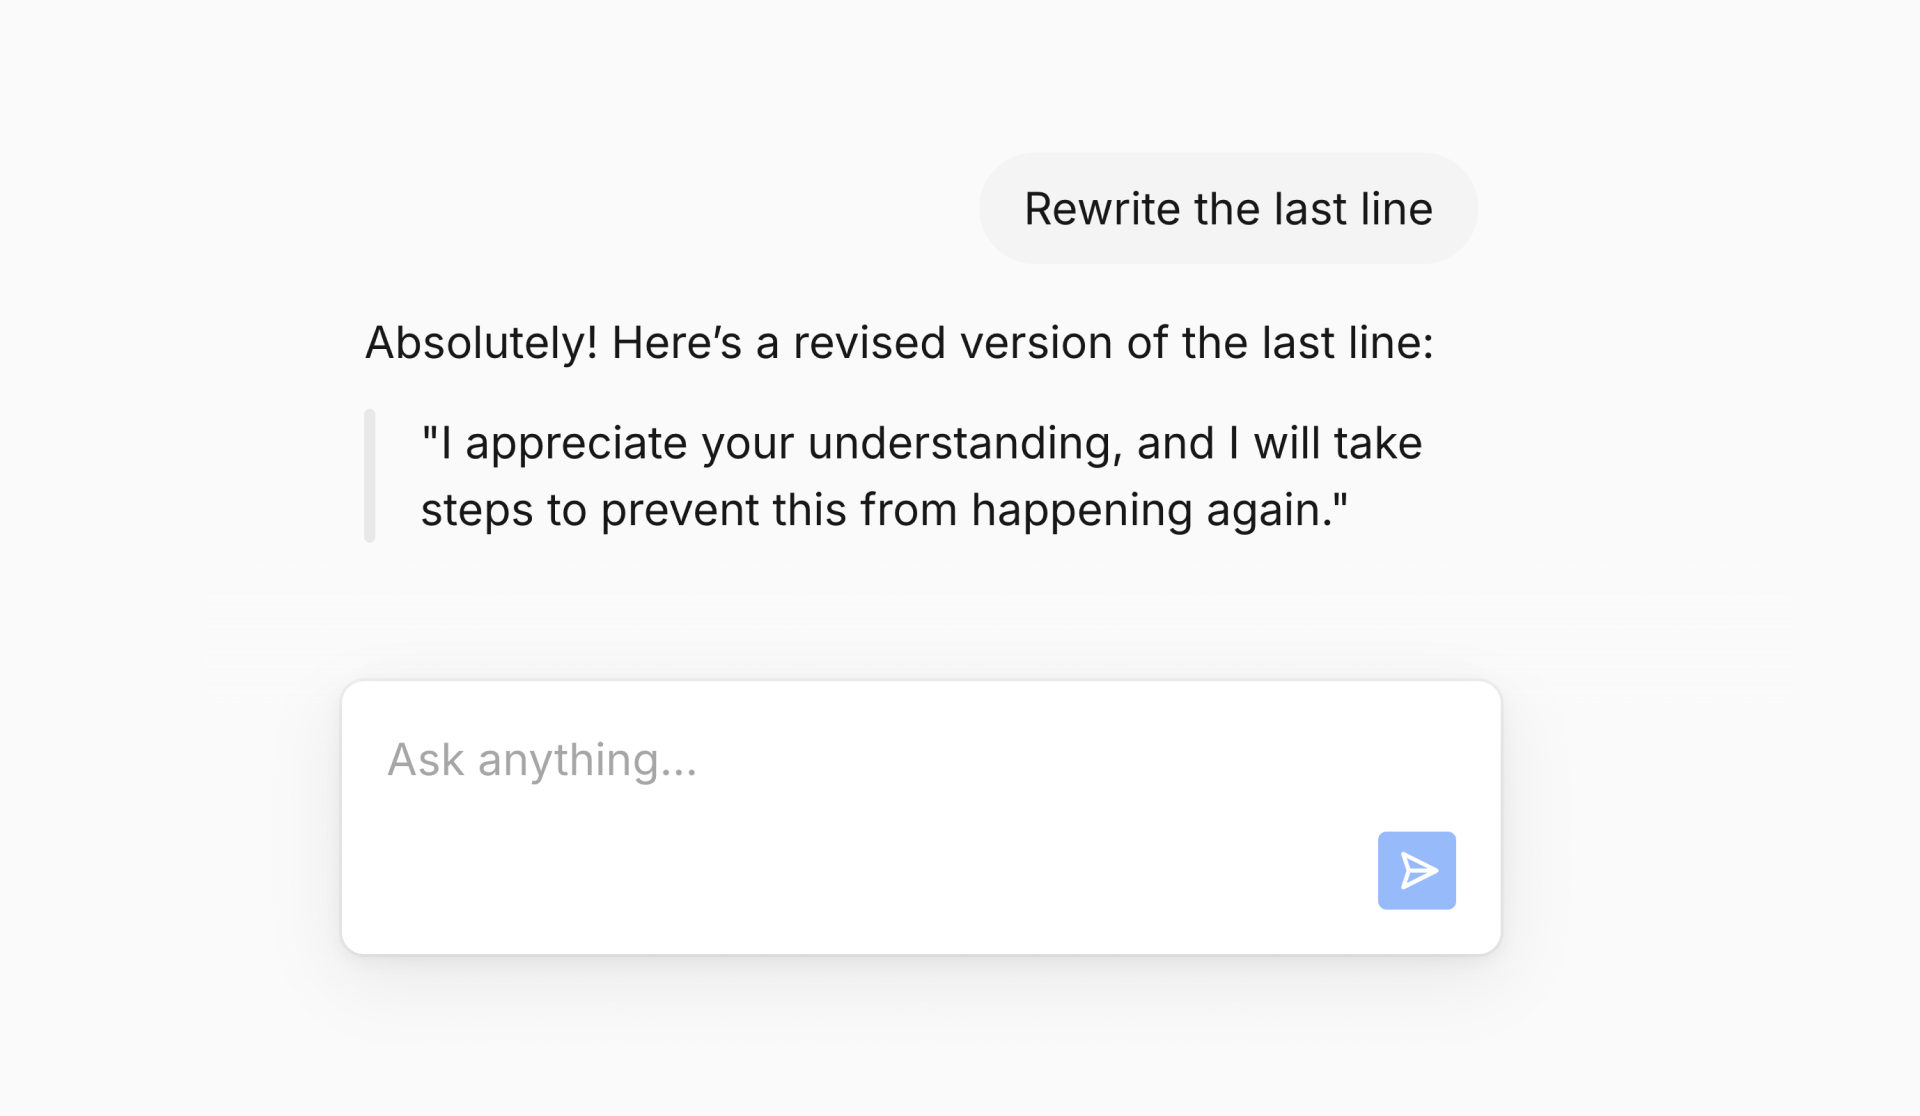 Rewrite the last line
Absolutely! Here’s a revised version of the last line:
"I appreciate your understanding, and I will take
steps to prevent this from happening again."
Ask anything...